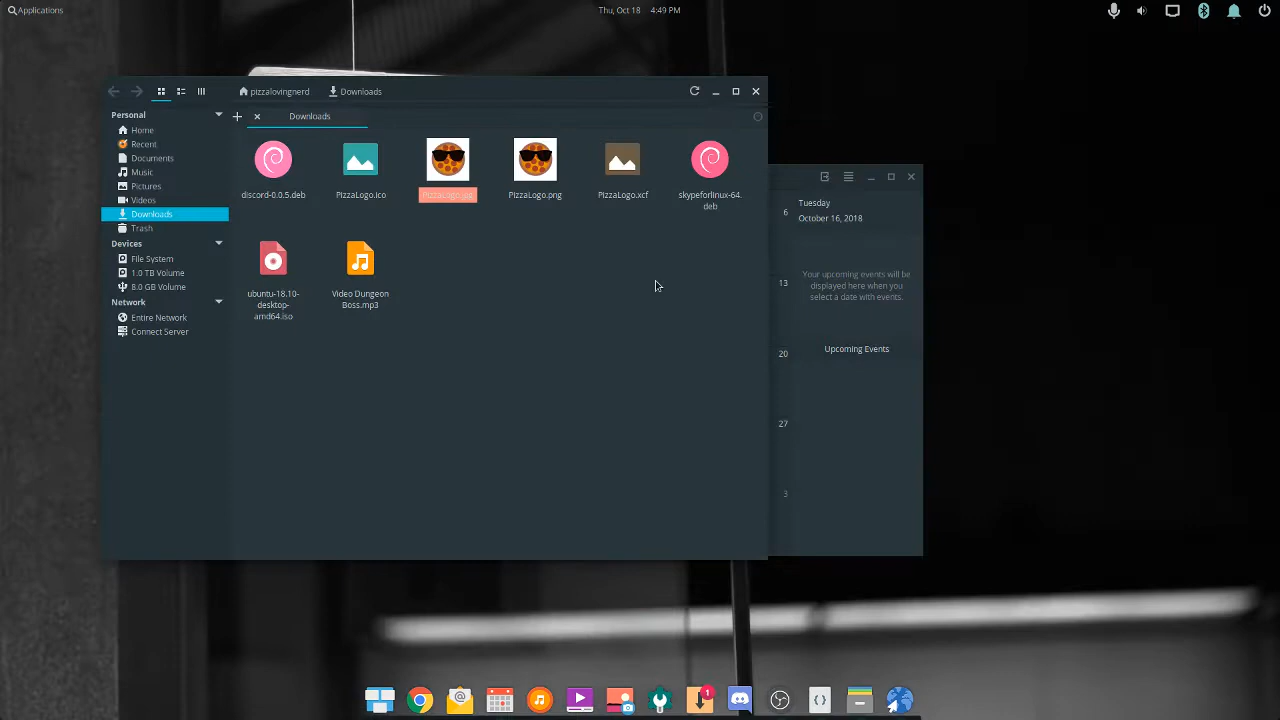 Applications
Thu, Oct 18 4:49 PM
pizzalovingnerd
Downloads
Downloads
Personal
Home
Recent
Documents
Music
Pictures
Videos
Downloads
Trash
Devices
File System
1.0 TB Volume
8.0 GB Volume
Network
Entire Network
Connect Server
discord-0.0.5.deb
PizzaLogo.ico
PizzaLogo.jpg
PizzaLogo.png
PizzaLogo.xcf
skypeforlinux-64.
deb
ubuntu-18.10-
desktop-
amd64.iso
Video Dungeon
Boss.mp3
6
13
20
27
3
Tuesday
October 16, 2018
Your upcoming events will be
displayed here when you
select a date with events.
Upcoming Events
1